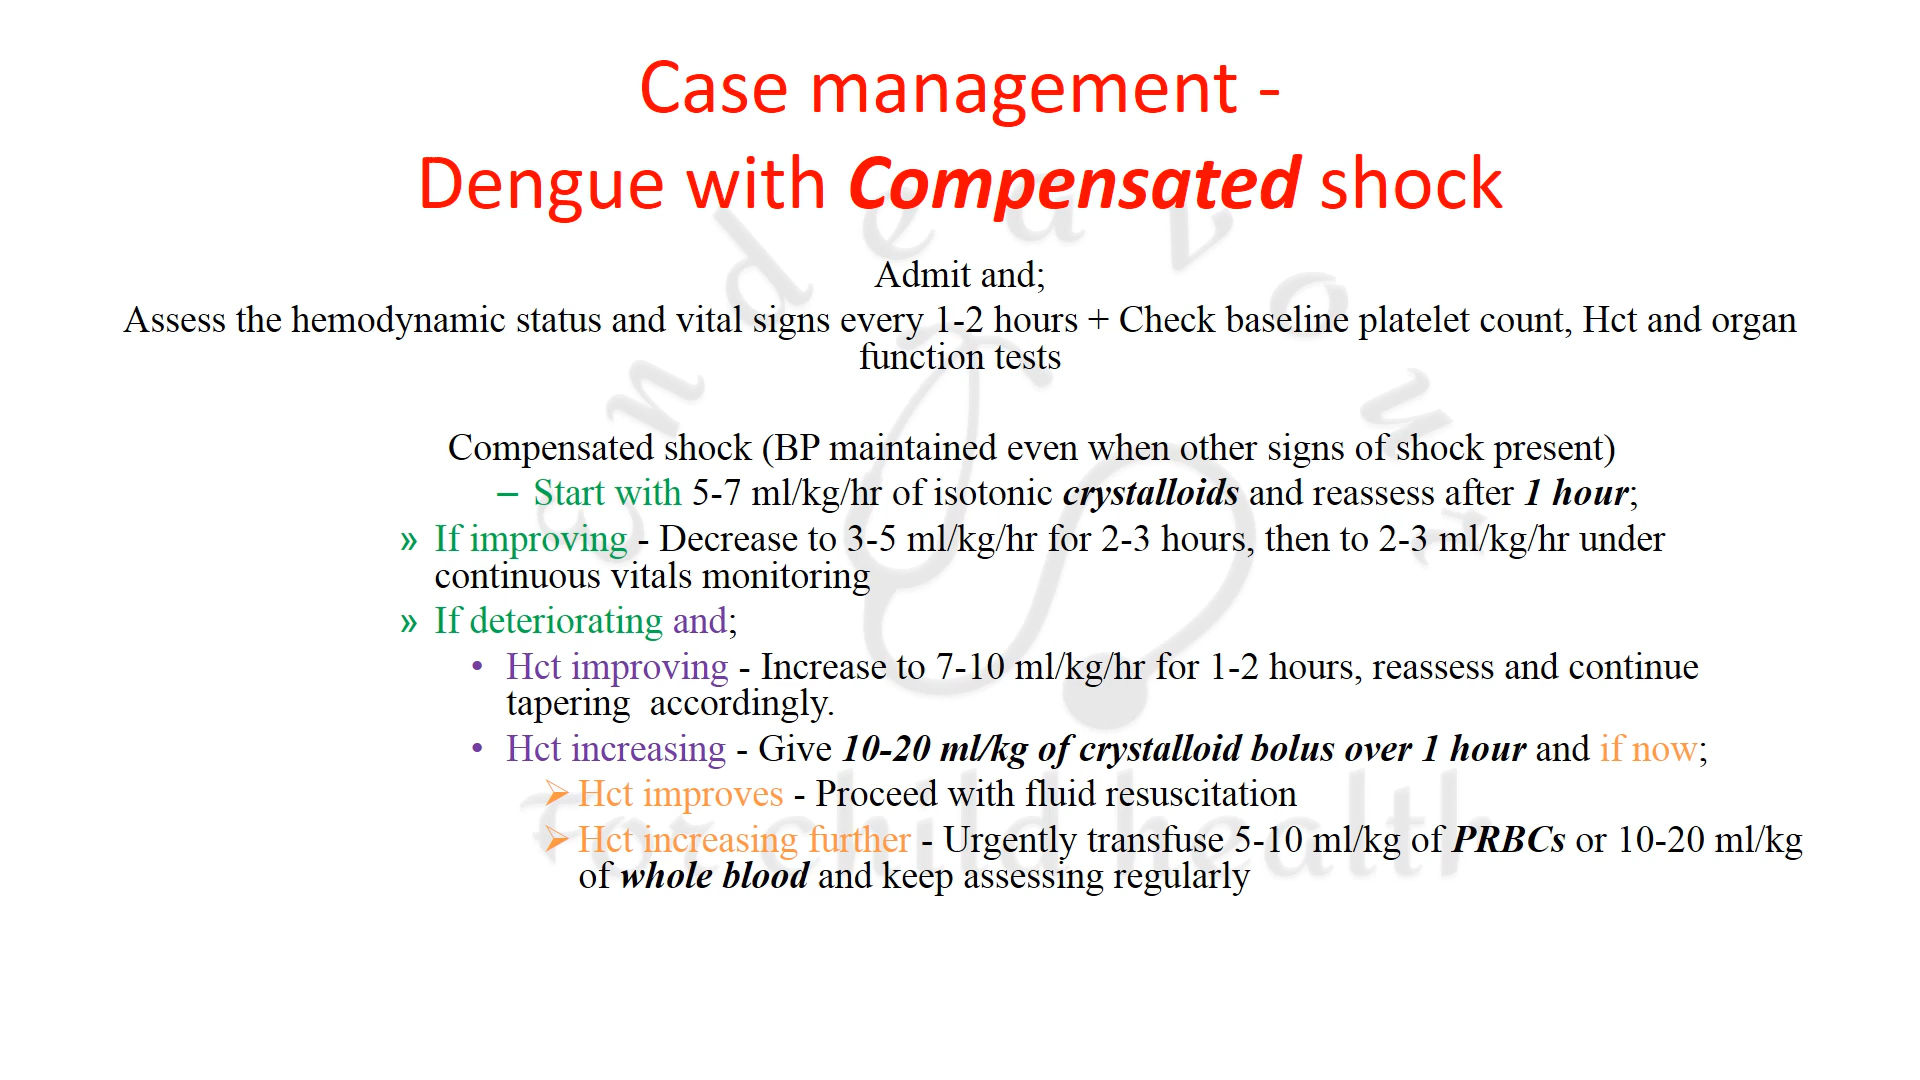 Case management -
Dengue with Compensated shock
Admit and;
Assess the hemodynamic status and vital signs every 1-2 hours + Check baseline platelet count, Hct and organ
function tests
Compensated shock (BP maintained even when other signs of shock present)
– Start with 5-7 ml/kg/hr of isotonic crystalloids and reassess after 1 hour;
» If improving - Decrease to 3-5 ml/kg/hr for 2-3 hours, then to 2-3 ml/kg/hr under
continuous vitals monitoring
» If deteriorating and;
• Hct improving - Increase to 7-10 ml/kg/hr for 1-2 hours, reassess and continue
tapering  accordingly.
• Hct increasing - Give 10-20 ml/kg of crystalloid bolus over 1 hour and if now;
➢ Hct improves - Proceed with fluid resuscitation
➢ Hct increasing further - Urgently transfuse 5-10 ml/kg of PRBCs or 10-20 ml/kg
of whole blood and keep assessing regularly
Endeavour
For child health